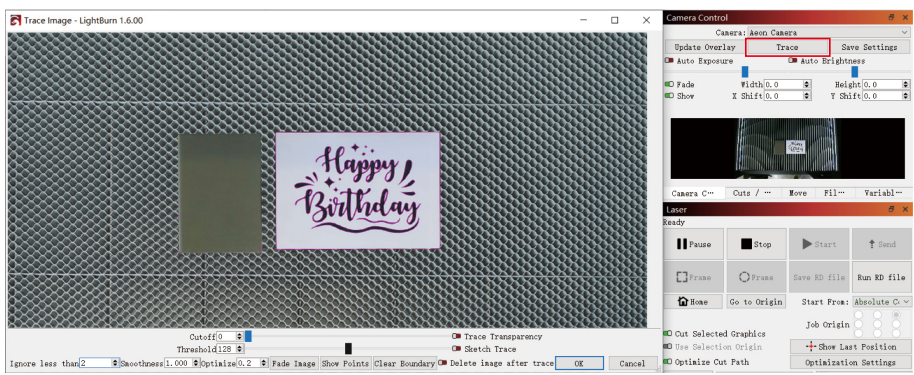 Trace Image - LightBurn 1.6.00
Happy
Birthday
Cutoff 0
Trace Transparency
Threshold 128
Sketch Trace
Ignore less than 2 Smoothness 1.000 Optimize 0.2 Fade Image Show Points Clear Boundary Delete image after trace OK Cancel
Camera Control
Camera: Aeon Camera
Update Overlay Trace Save Settings
Auto Exposure Auto Brightness
Fade Width 0.0 Height 0.0
Show X Shift 0.0 Y Shift 0.0
Camera C… Cuts / … Move Fil… Variabl…
Laser
Ready
Pause Stop Start Send
Frame Frame Save RD file Run RD file
Home Go to Origin Start From: Absolute
Job Origin
Cut Selected Graphics
Use Selection Origin Show Last Position
Optimize Cut Path Optimization Settings